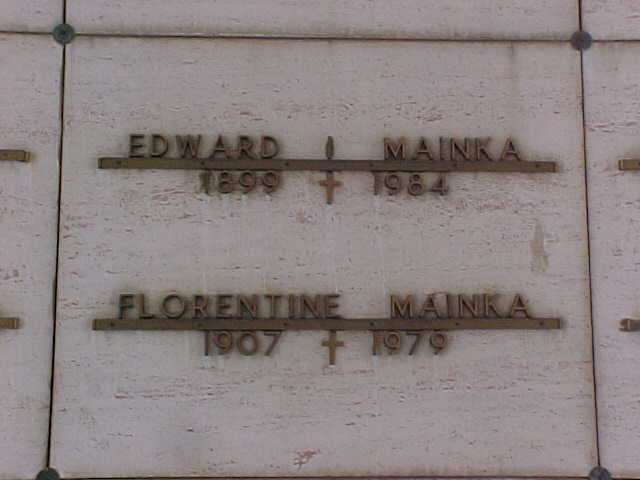 EDWARD MAINKA
1899 1984
FLORENTINE MAINKA
1907 1979